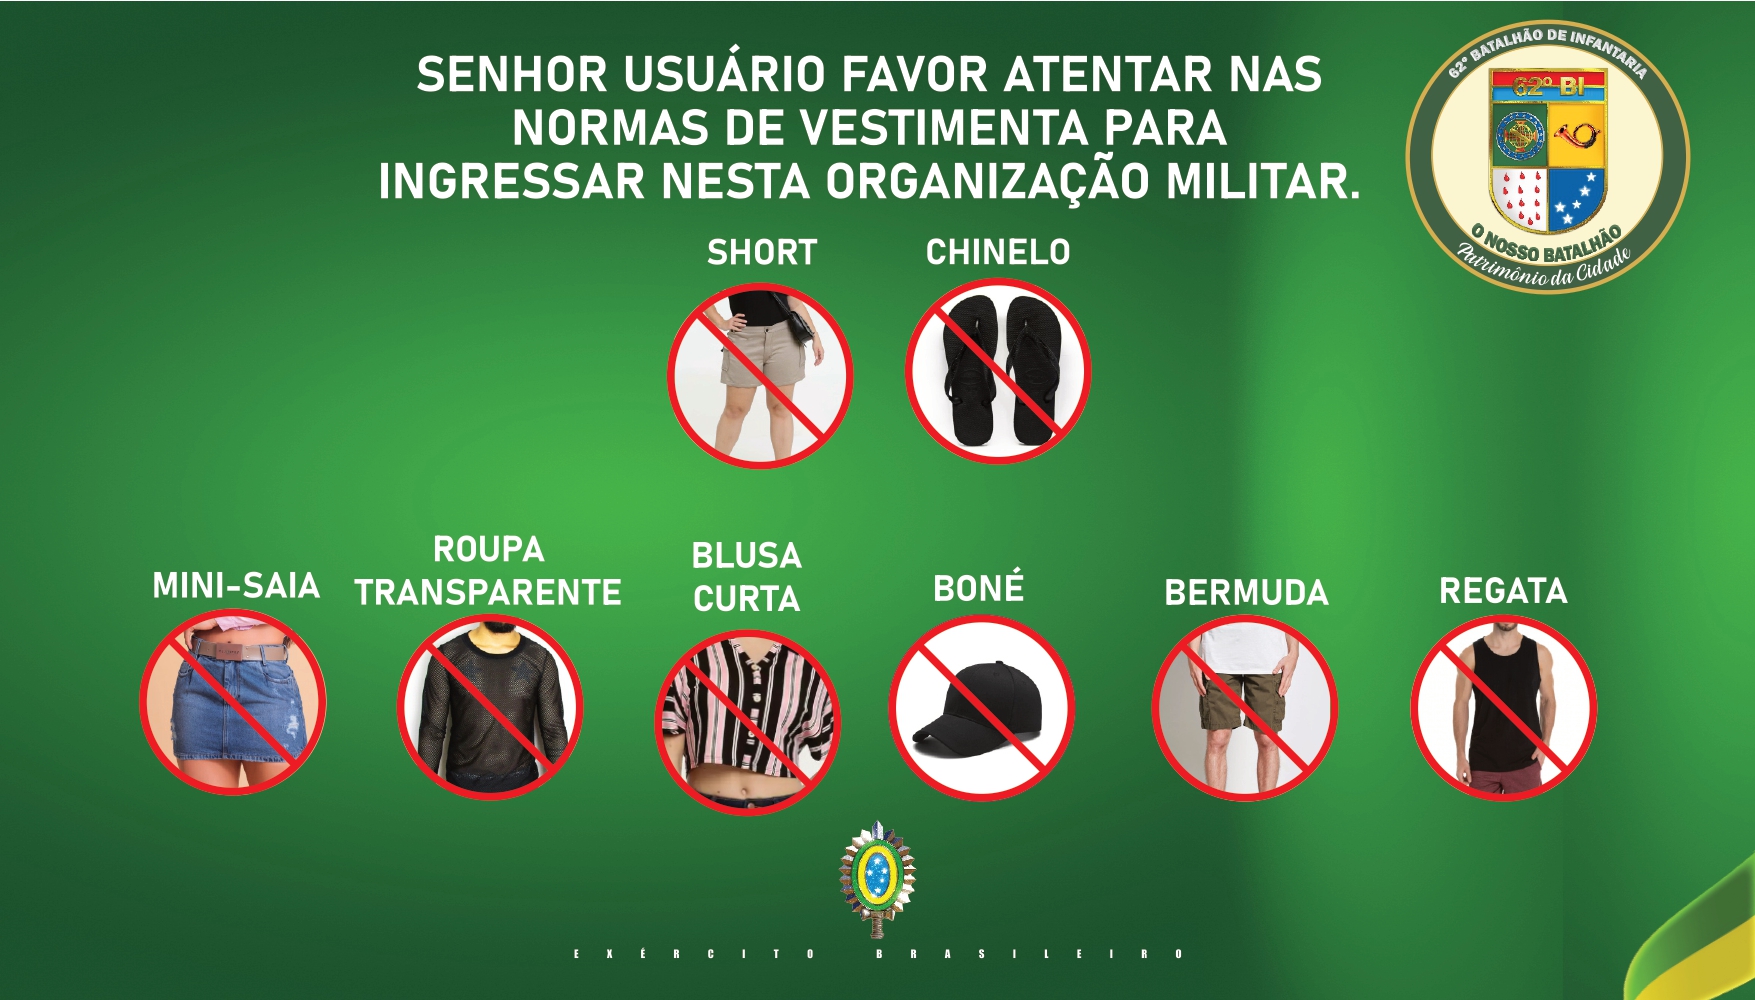 SENHOR USUÁRIO FAVOR ATENTAR NAS
NORMAS DE VESTIMENTA PARA
INGRESSAR NESTA ORGANIZAÇÃO MILITAR.
62º BATALHÃO DE INFANTARIA
62º BI
O NOSSO BATALHÃO
Patrimônio da Cidade
SHORT
CHINELO
MINI-SAIA
ROUPA
TRANSPARENTE
BLUSA
CURTA
BONÉ
BERMUDA
REGATA
EXÉRCITO BRASILEIRO